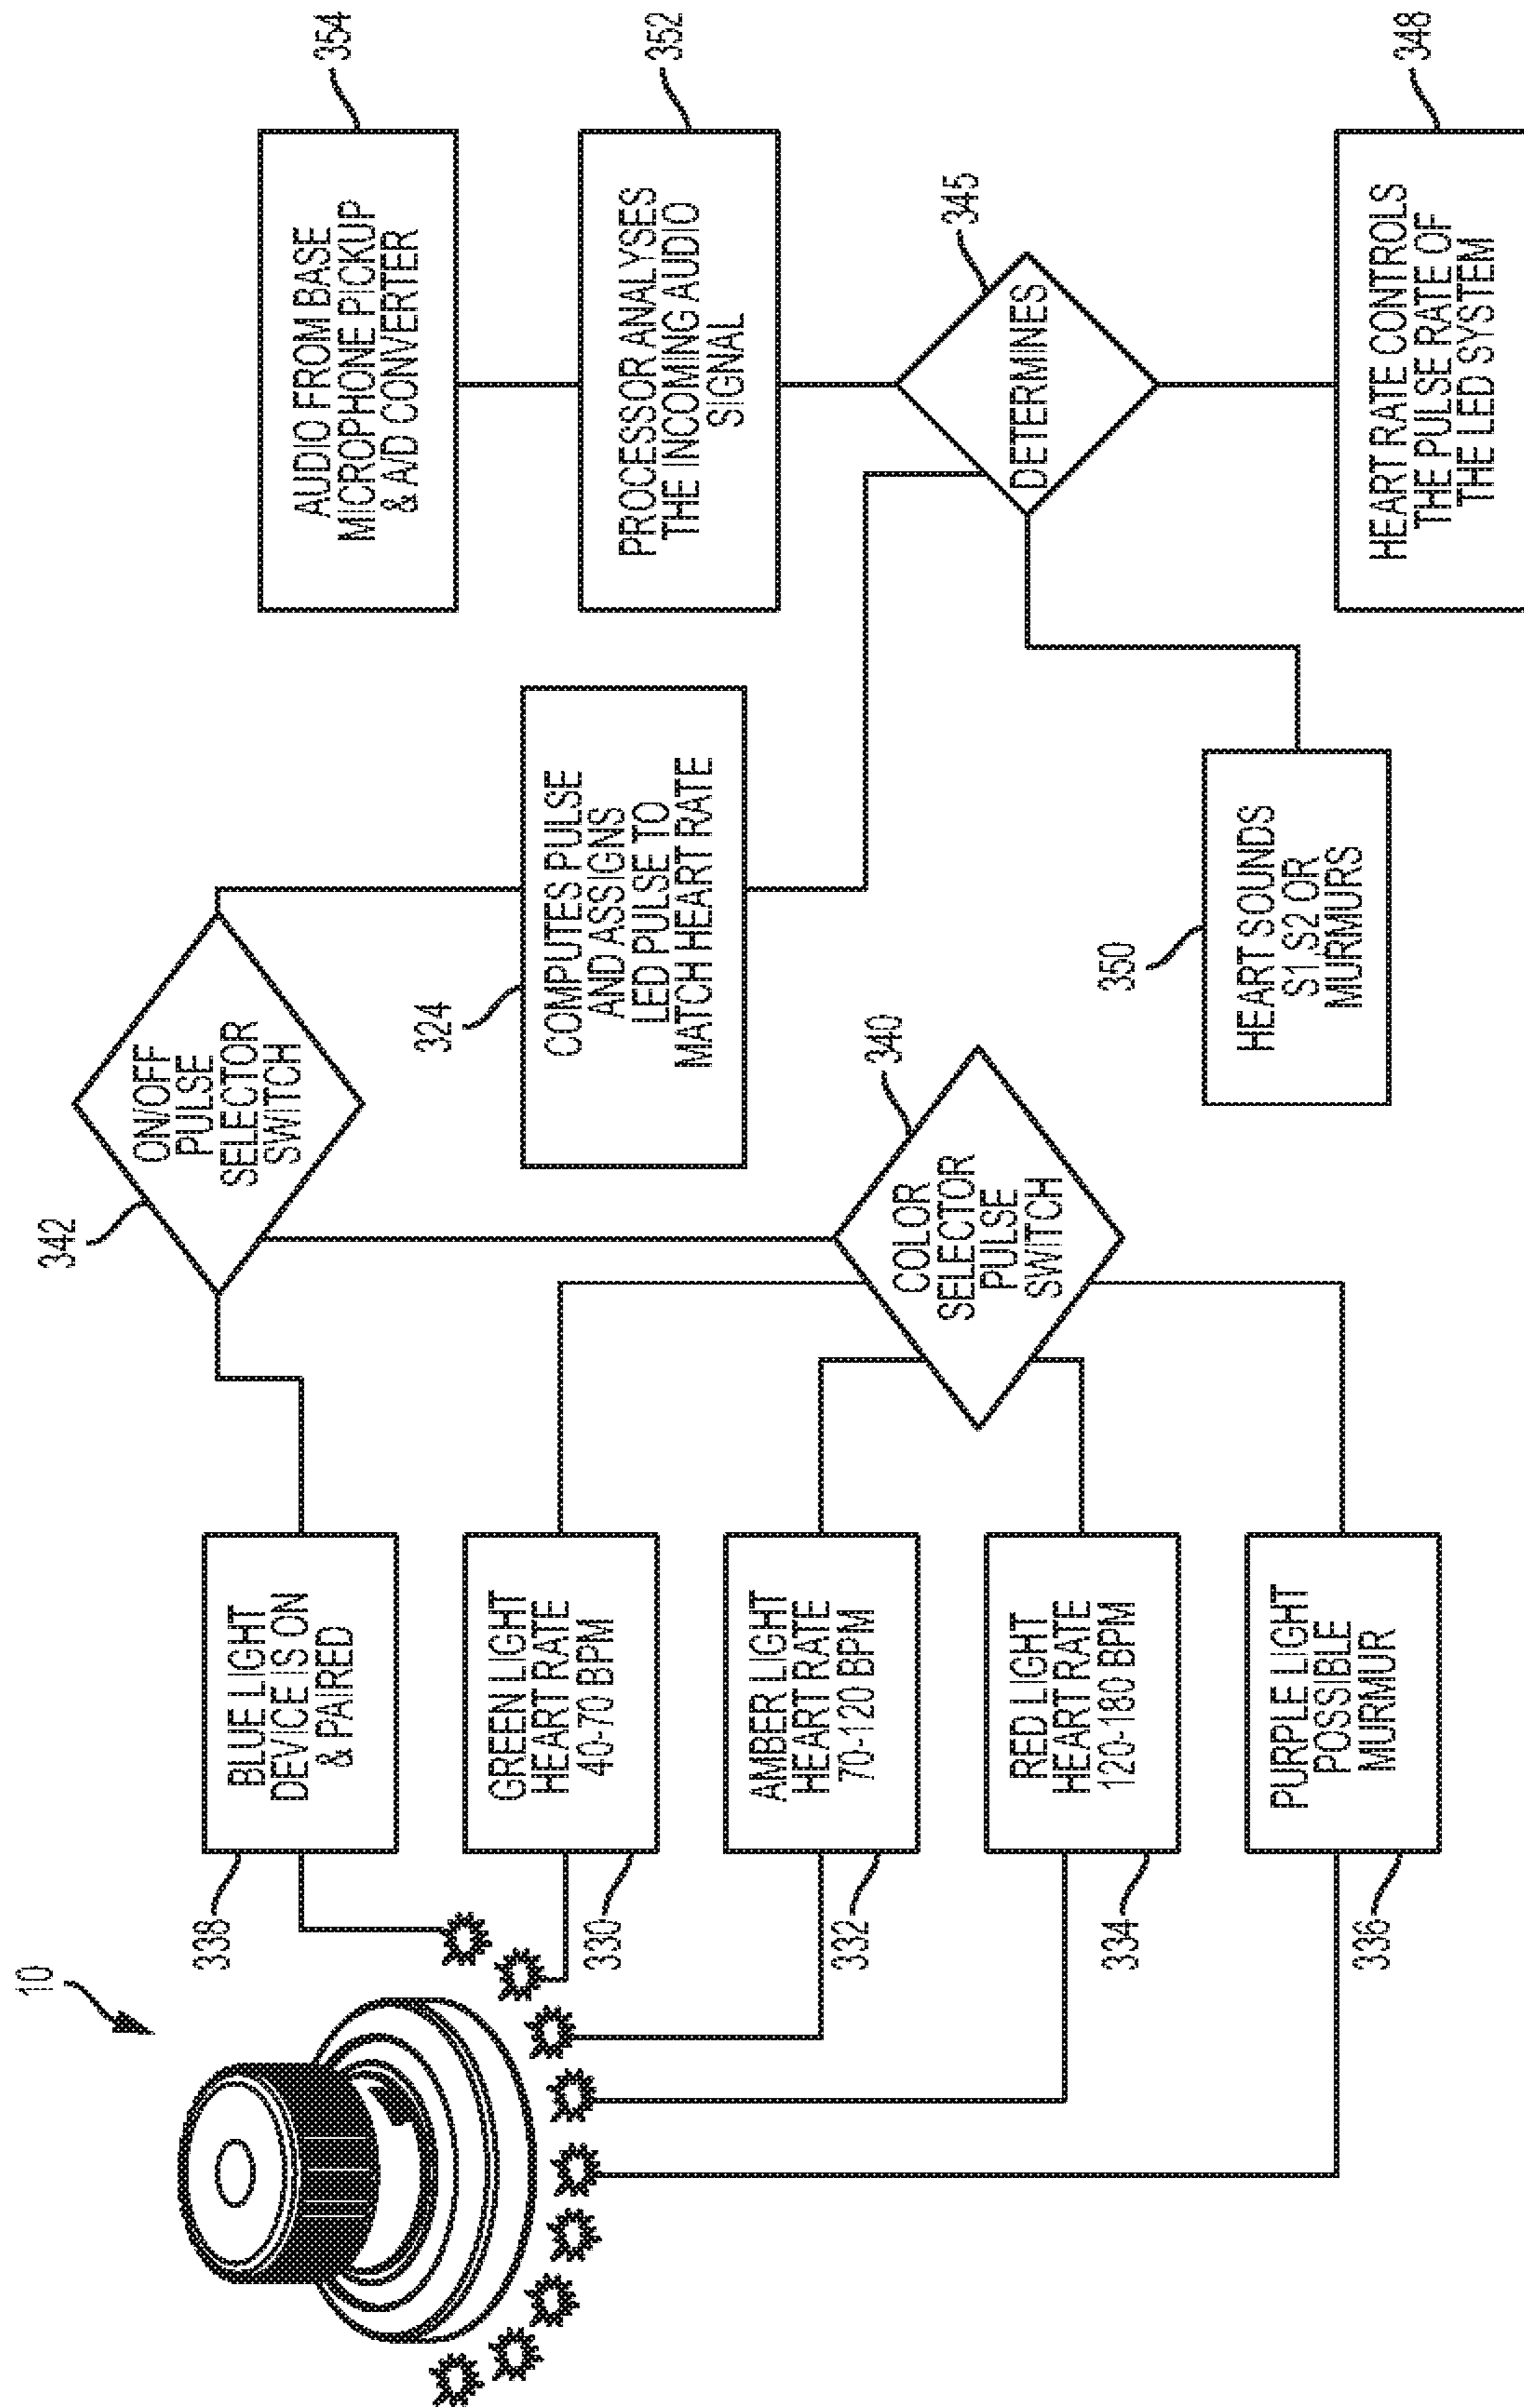 10
338
BLUE LIGHT
DEVICE IS ON
& PAIRED
330
GREEN LIGHT
HEART RATE
40-70 BPM
332
AMBER LIGHT
HEART RATE
70-120 BPM
334
RED LIGHT
HEART RATE
120-180 BPM
336
PURPLE LIGHT
POSSIBLE
MURMUR
342
ON/OFF
PULSE
SELECTOR
SWITCH
340
COLOR
SELECTOR
PULSE
SWITCH
324
COMPUTES PULSE
AND ASSIGNS
LED PULSE TO
MATCH HEART RATE
350
HEART SOUNDS
S1.S2 OR
MURMURS
354
AUDIO FROM BASE
MICROPHONE PICKUP
& A/D CONVERTER
352
PROCESSOR ANALYSES
THE INCOMING AUDIO
SIGNAL
345
DETERMINES
348
HEART RATE CONTROLS
THE PULSE RATE OF
THE LED SYSTEM